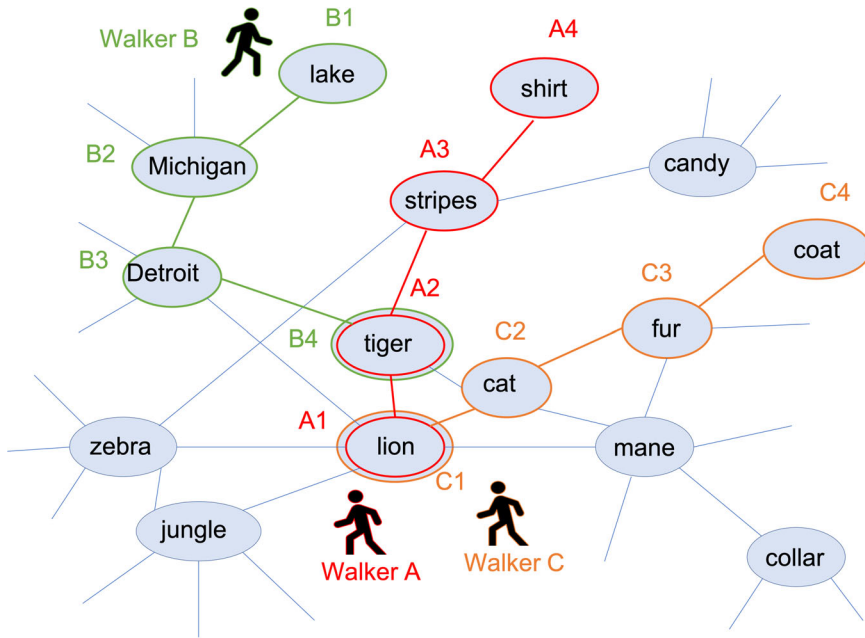 B1
A4
Walker B
lake
shirt
B2
Michigan
A3
candy
stripes
C4
B3
Detroit
coat
A2
C3
B4
tiger
C2
fur
cat
A1
zebra
lion
mane
C1
jungle
Walker A
Walker C
collar